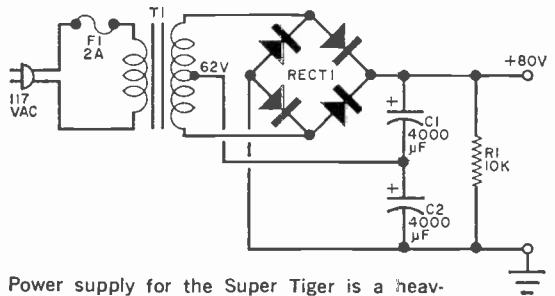 T1
F1
2A
62V
RECT1
+80V
117
VAC
+
C1
4000
μF
R1
10K
+
C2
4000
μF
Power supply for the Super Tiger is a heav-